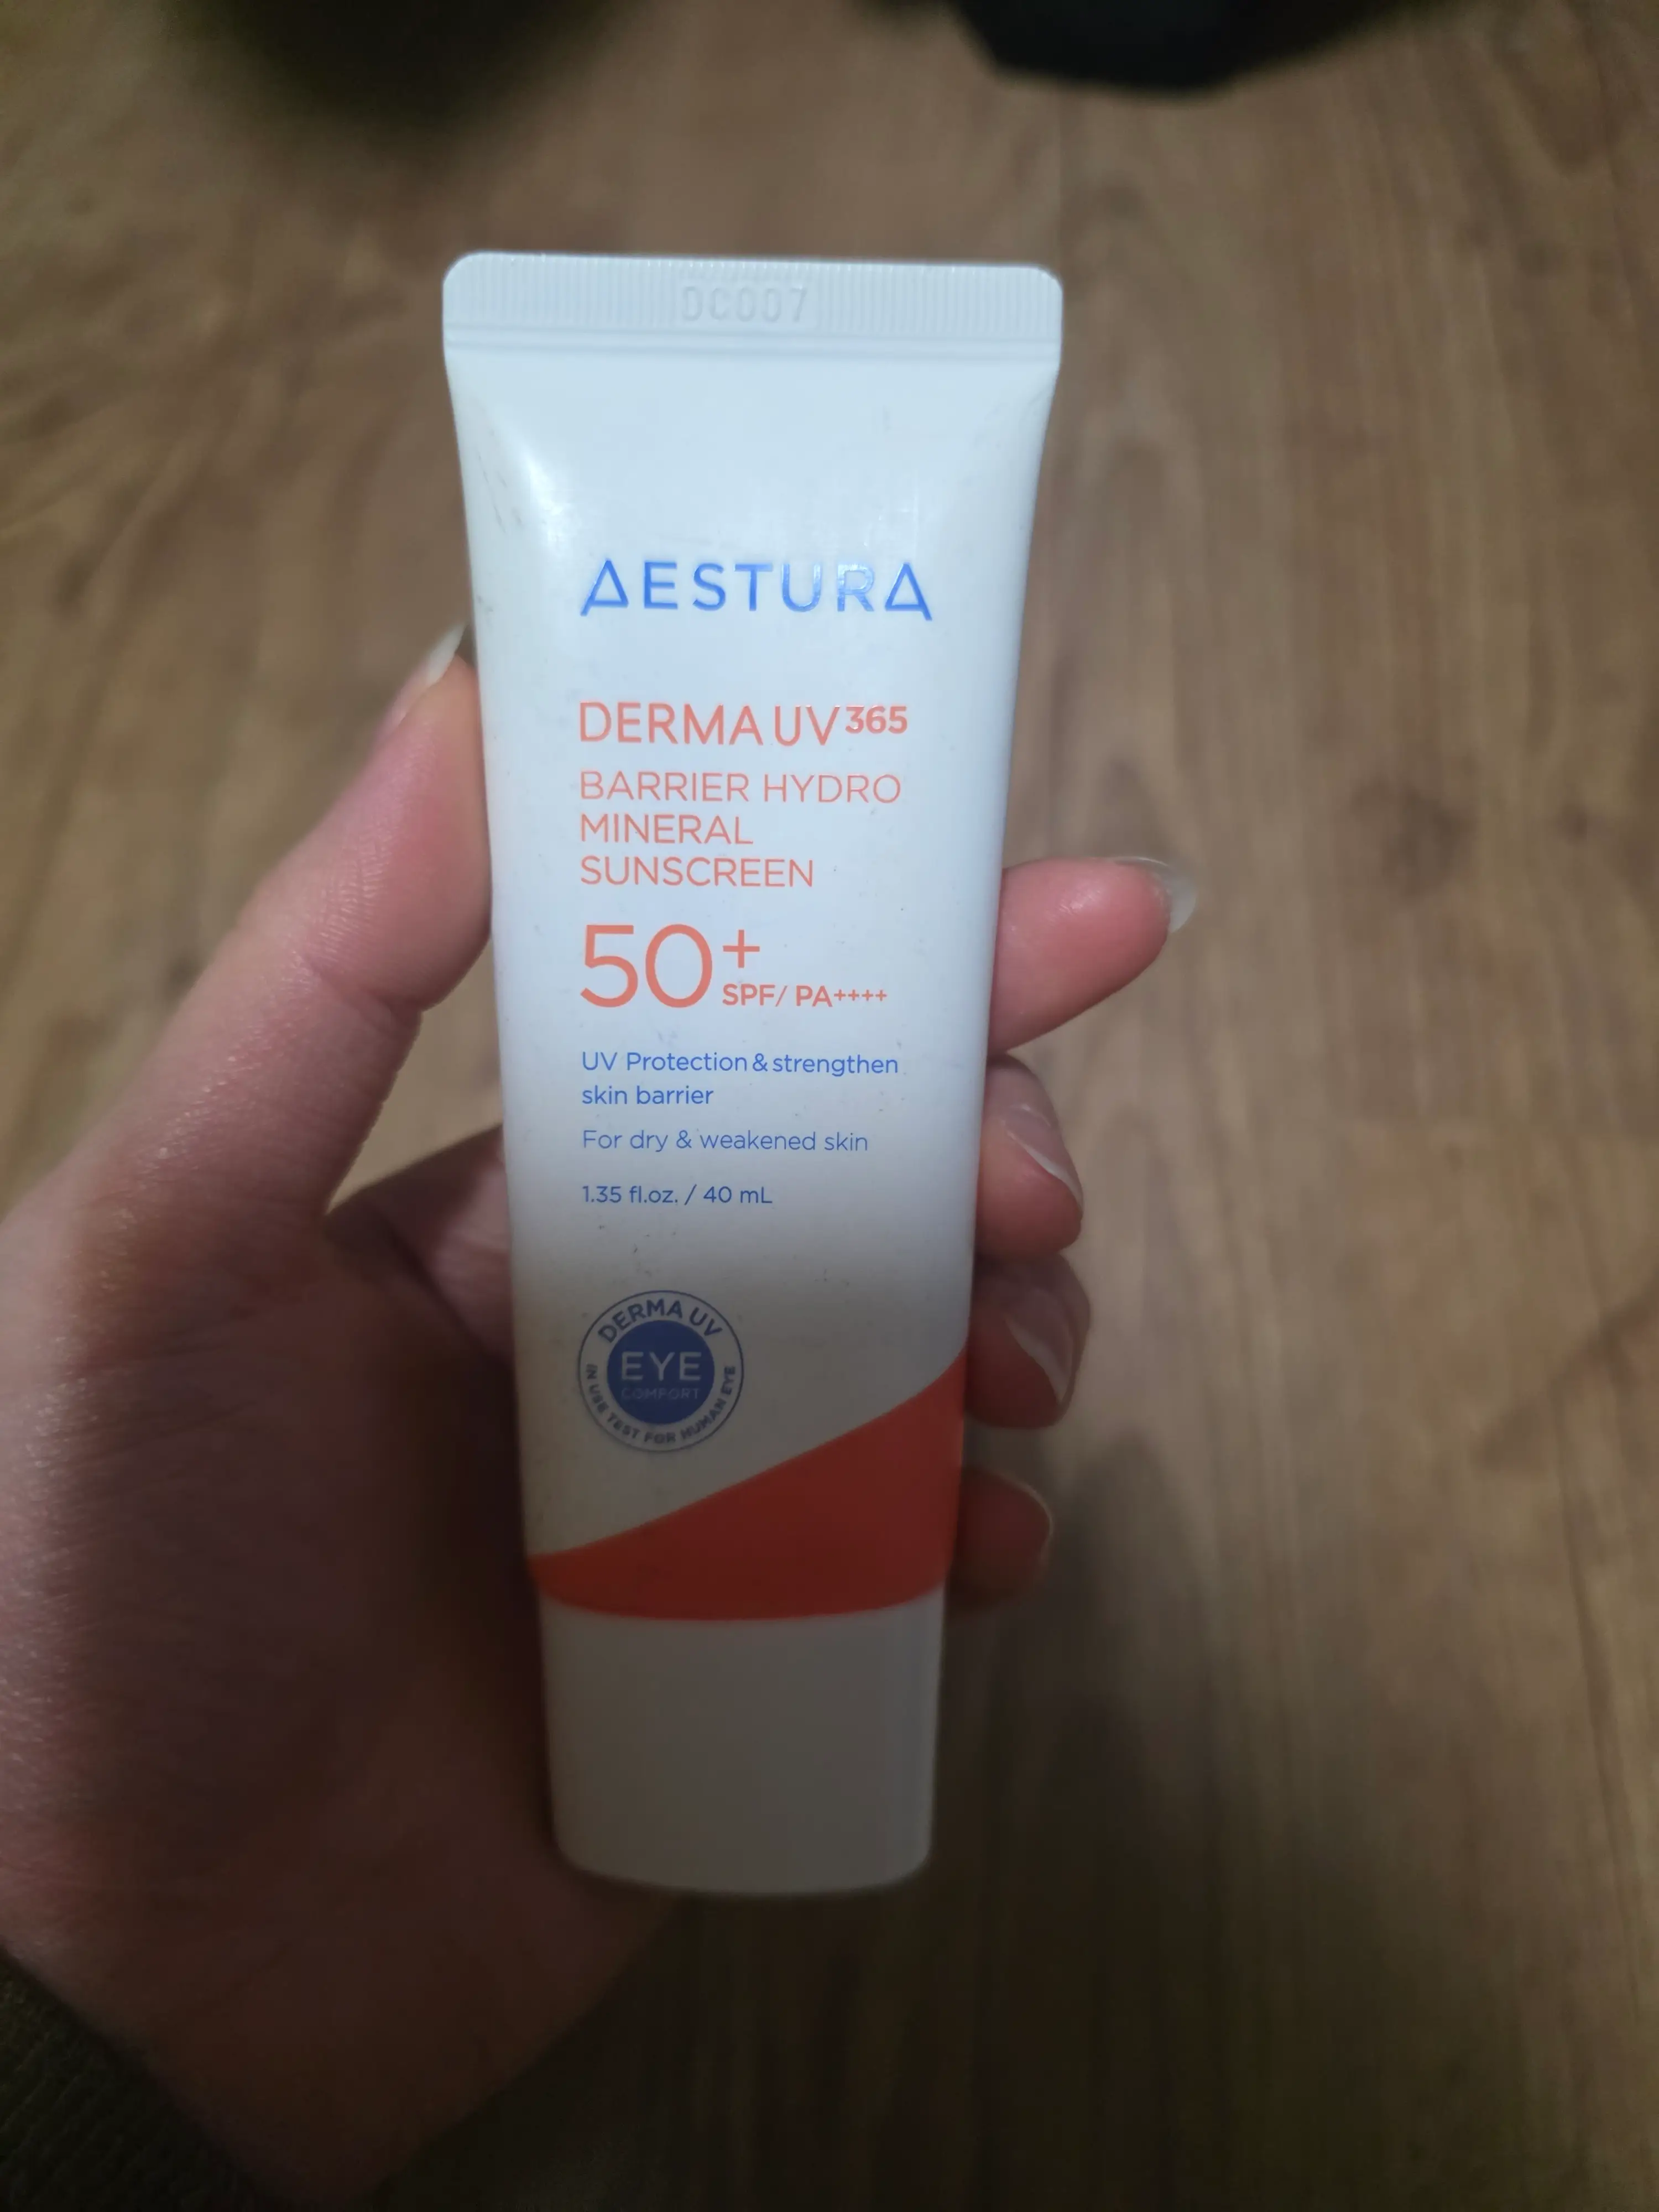 DC007
AESTURA
DERMA UV 365
BARRIER HYDRO
MINERAL
SUNSCREEN
50+
SPF/ PA++++
UV Protection & strengthen
skin barrier
For dry & weakened skin
1.35 fl.oz. / 40 mL
DERMA UV
EYE
COMFORT
IN USE TEST FOR HUMAN EYE